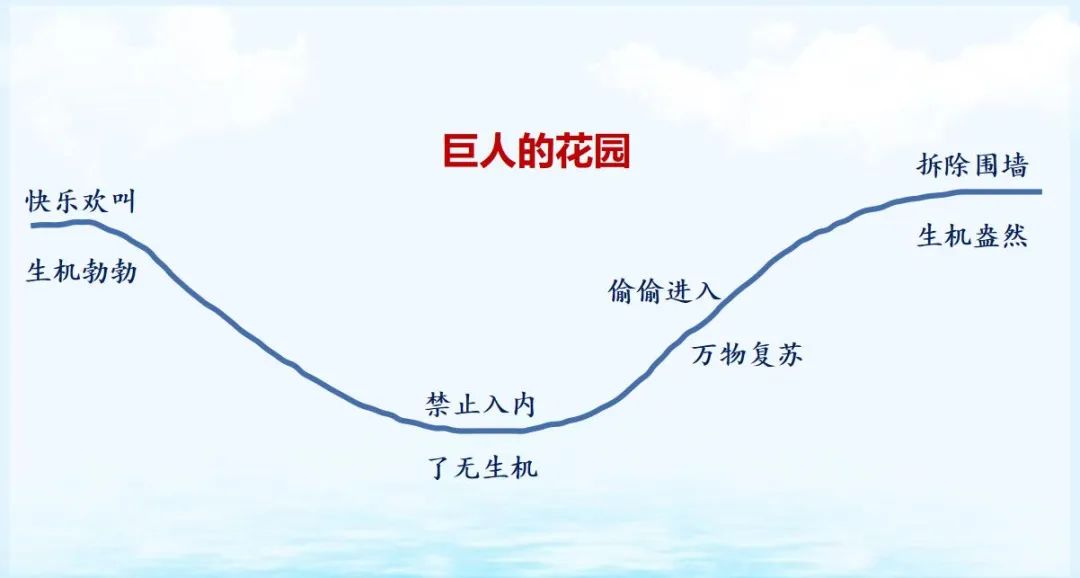 巨人的花园
快乐欢叫
生机勃勃
禁止入内
了无生机
偷偷进入
万物复苏
拆除围墙
生机盎然